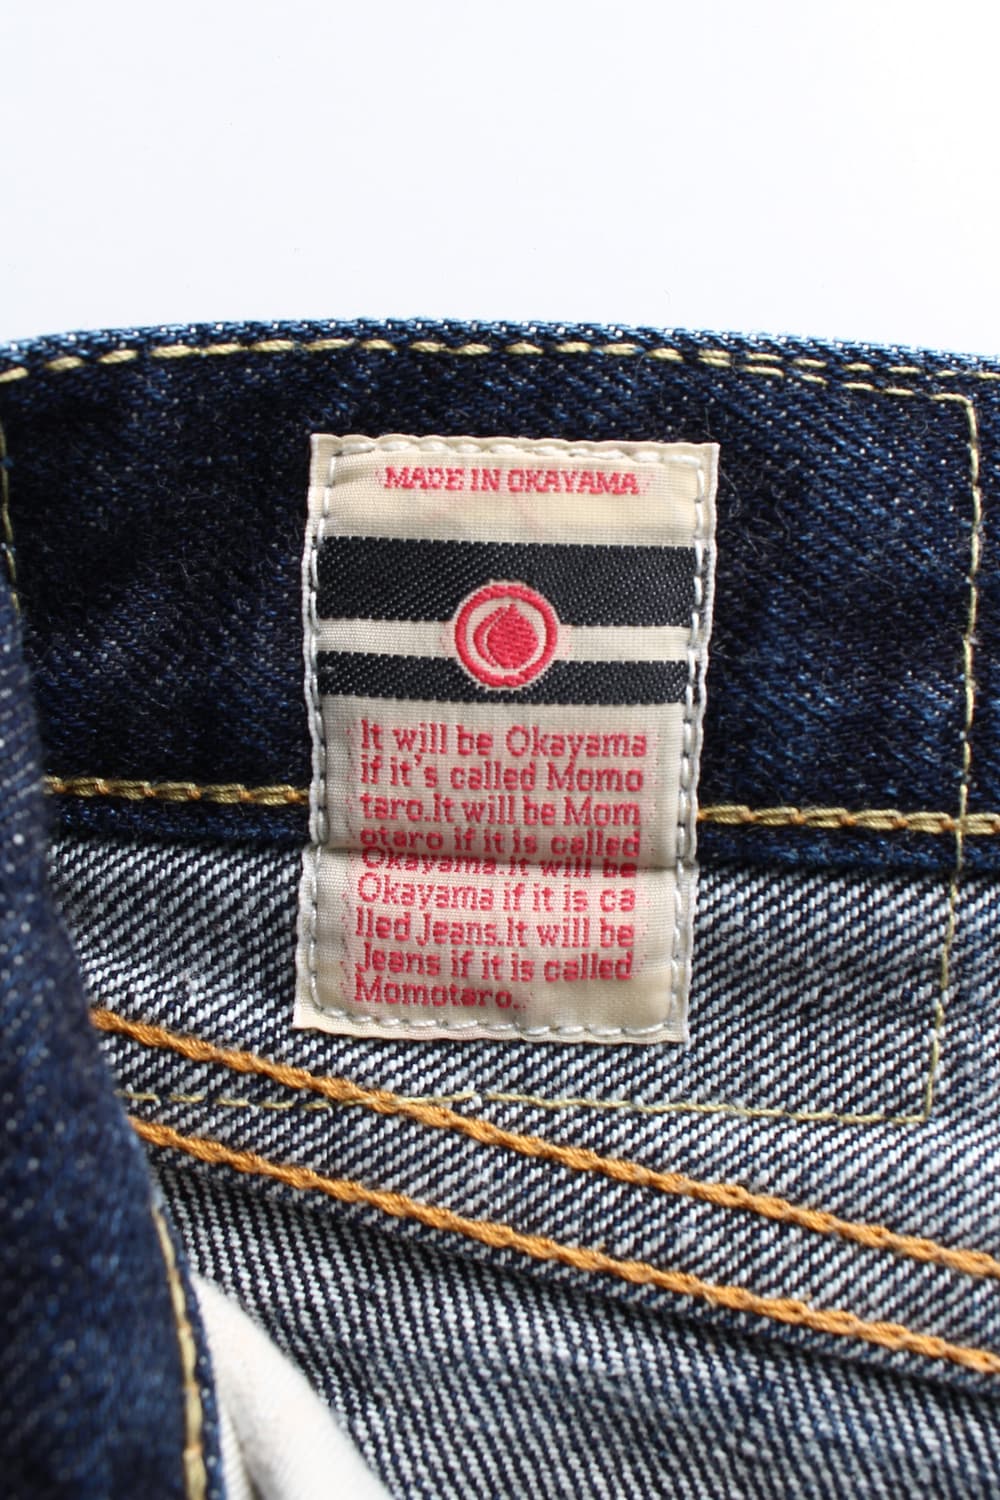 MADE IN OKAYAMA
It will be Okayama
if it's called Momo
taro.It will be Mom
otaro if it is called
Okayama.It will be
Okayama if it is ca
lled Jeans.It will be
Jeans if it is called
Momotaro.